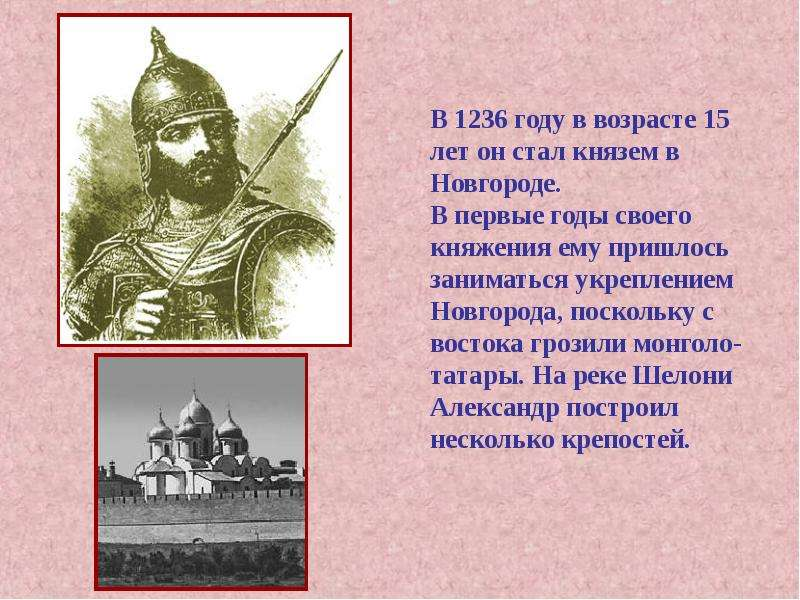 В 1236 году в возрасте 15
лет он стал князем в
Новгороде.
В первые годы своего
княжения ему пришлось
заниматься укреплением
Новгорода, поскольку с
востока грозили монголо-
татары. На реке Шелони
Александр построил
несколько крепостей.